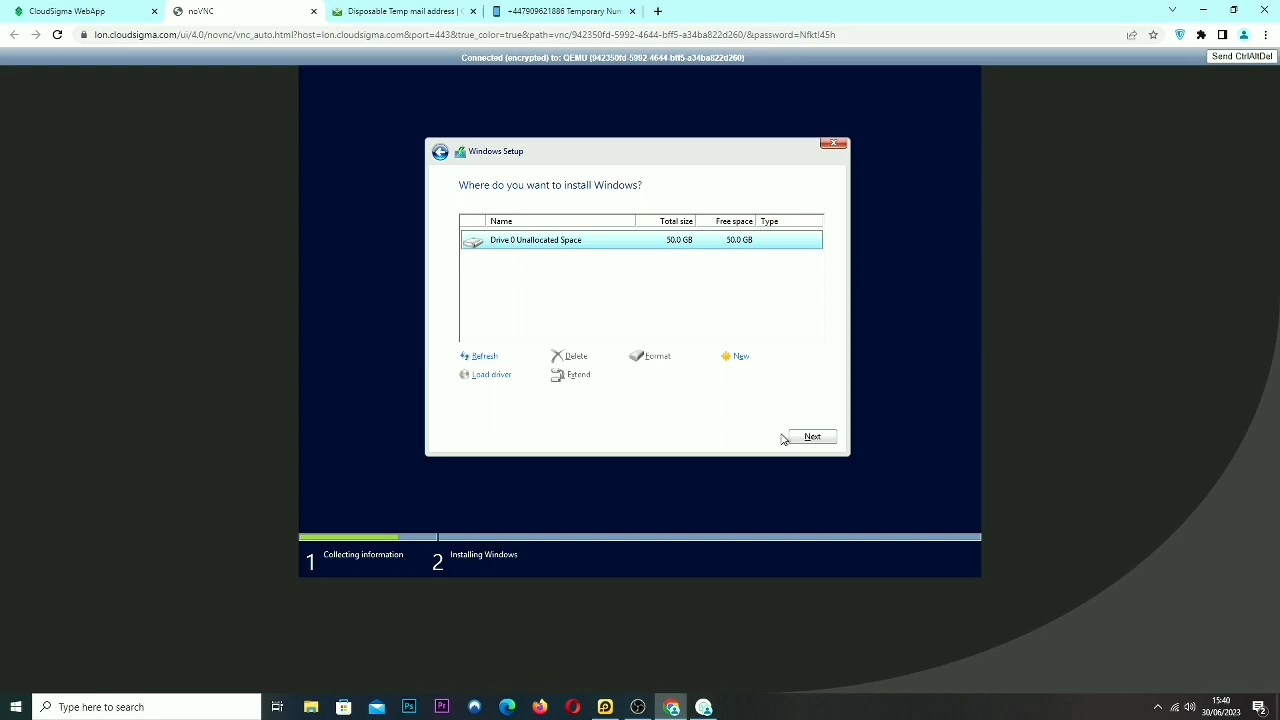 CloudSigma WebApp
noVNC
Disposable Temp mail address | C
+447909621886 Temporary Num
lon.cloudsigma.com/ui/4.0/novnc/vnc_auto.html?host=lon.cloudsigma.com&port=443&true_color=true&path=vnc/942350fd-5992-4644-bff5-a34ba822d260/&password=Nfkt!45h
Connected (encrypted) to: QEMU (942350fd-5992-4644-bff5-a34ba822d260)
Send CtrlAltDel
Windows Setup
Where do you want to install Windows?
Name Total size Free space Type
Drive 0 Unallocated Space 50.0 GB 50.0 GB
Refresh Delete Format New
Load driver Extend
Next
1 Collecting information 2 Installing Windows
Type here to search
15:40
30/06/2023